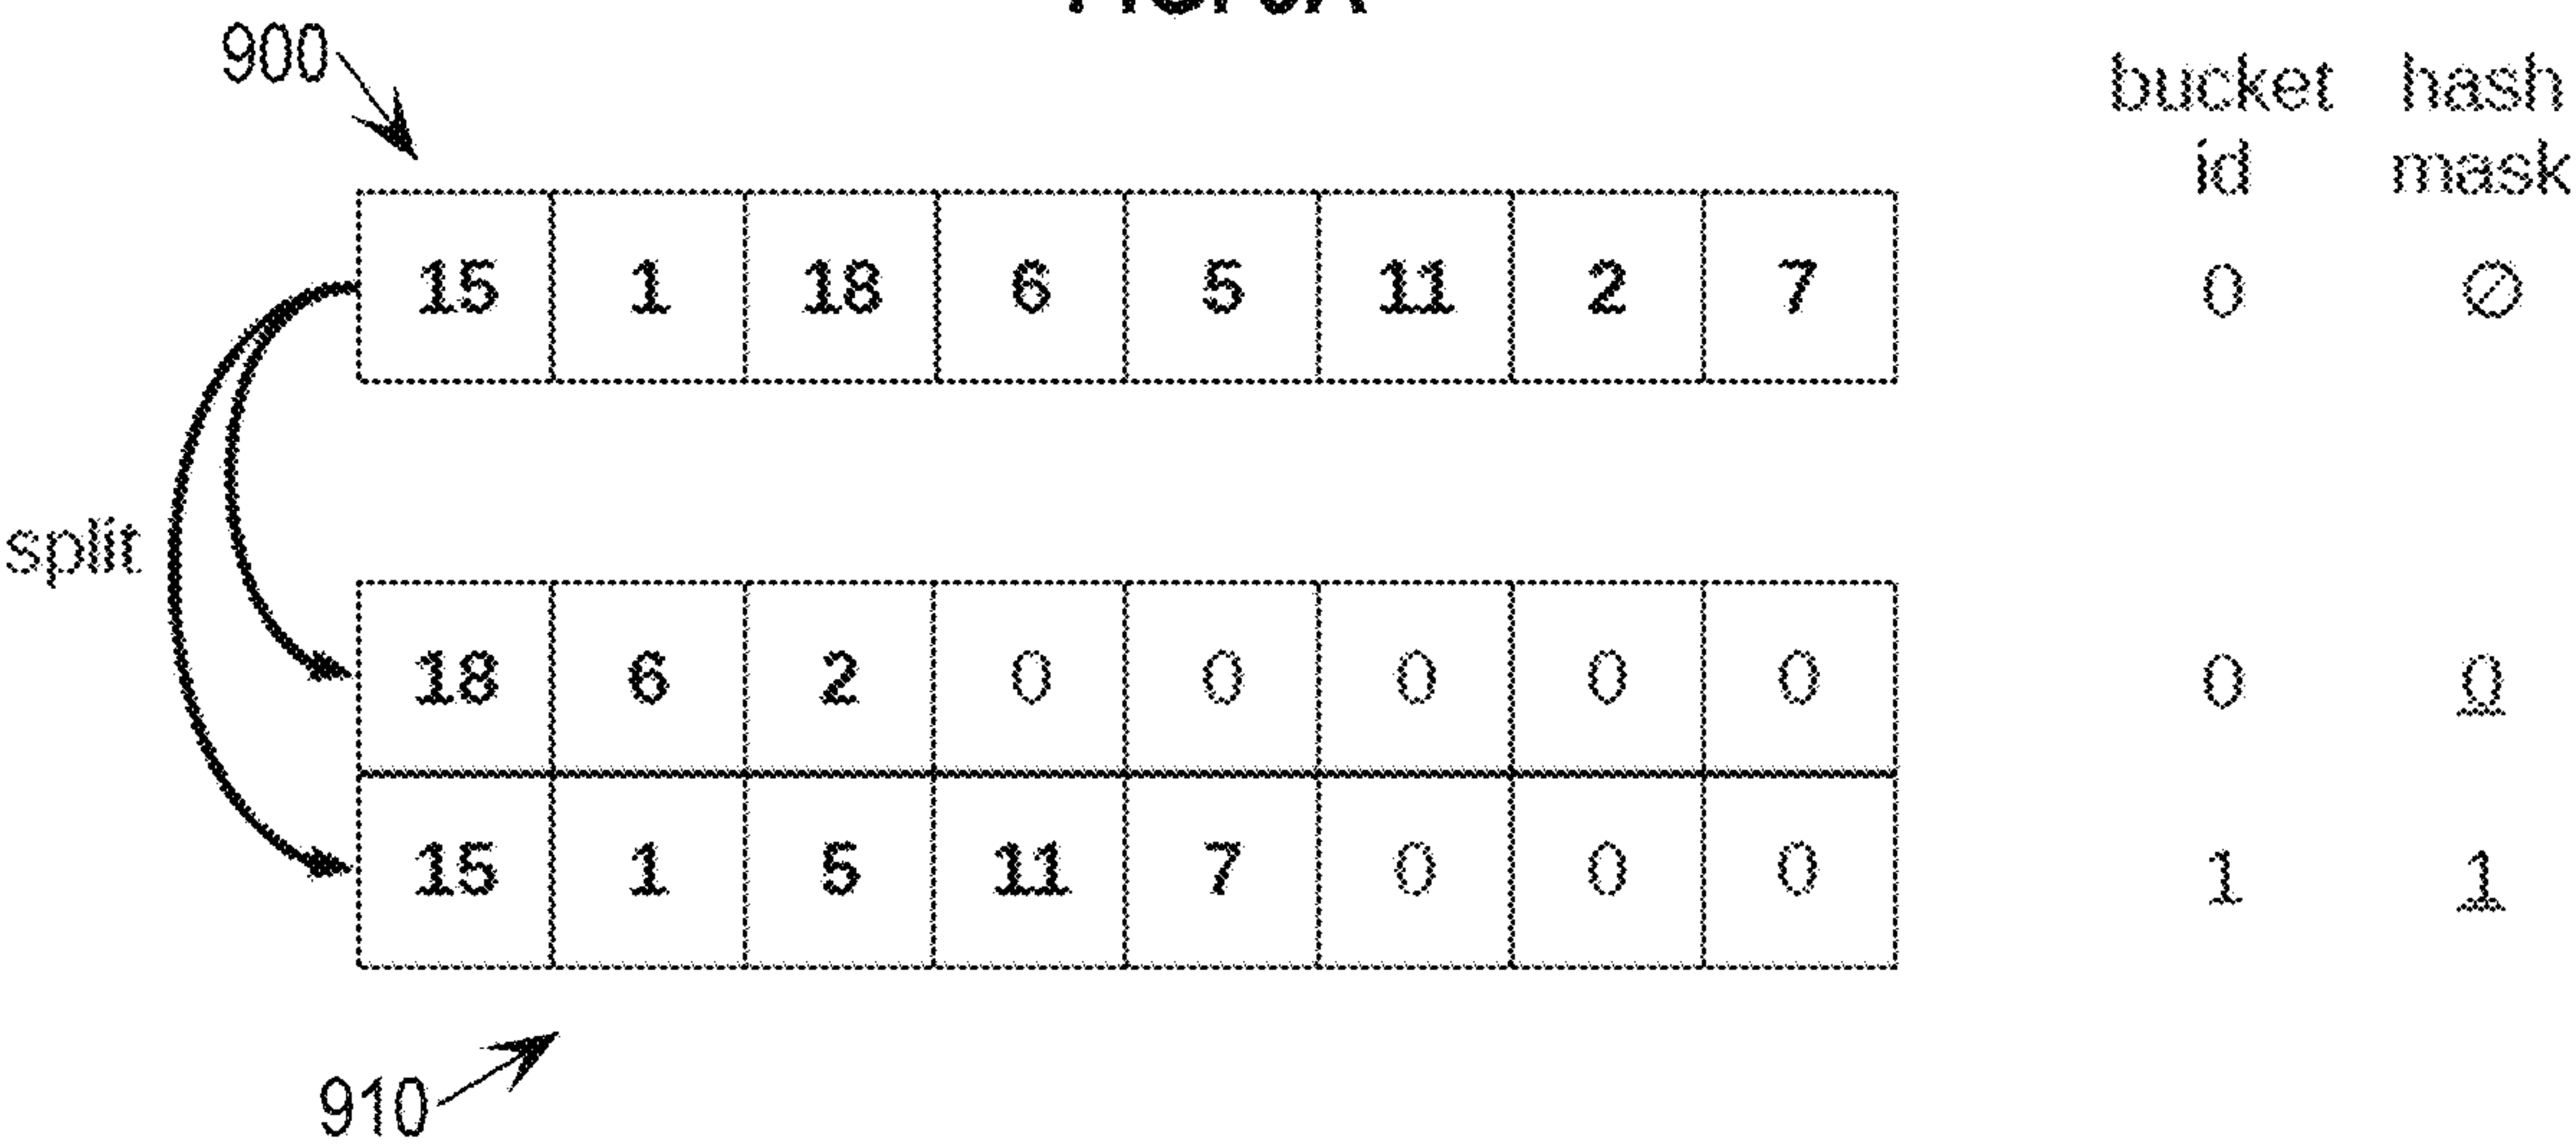 900
bucket hash
id mask
15 1 18 6 5 11 2 7 0 ∅
split
18 6 2 0 0 0 0 0 0 0
15 1 5 11 7 0 0 0 1 1
910